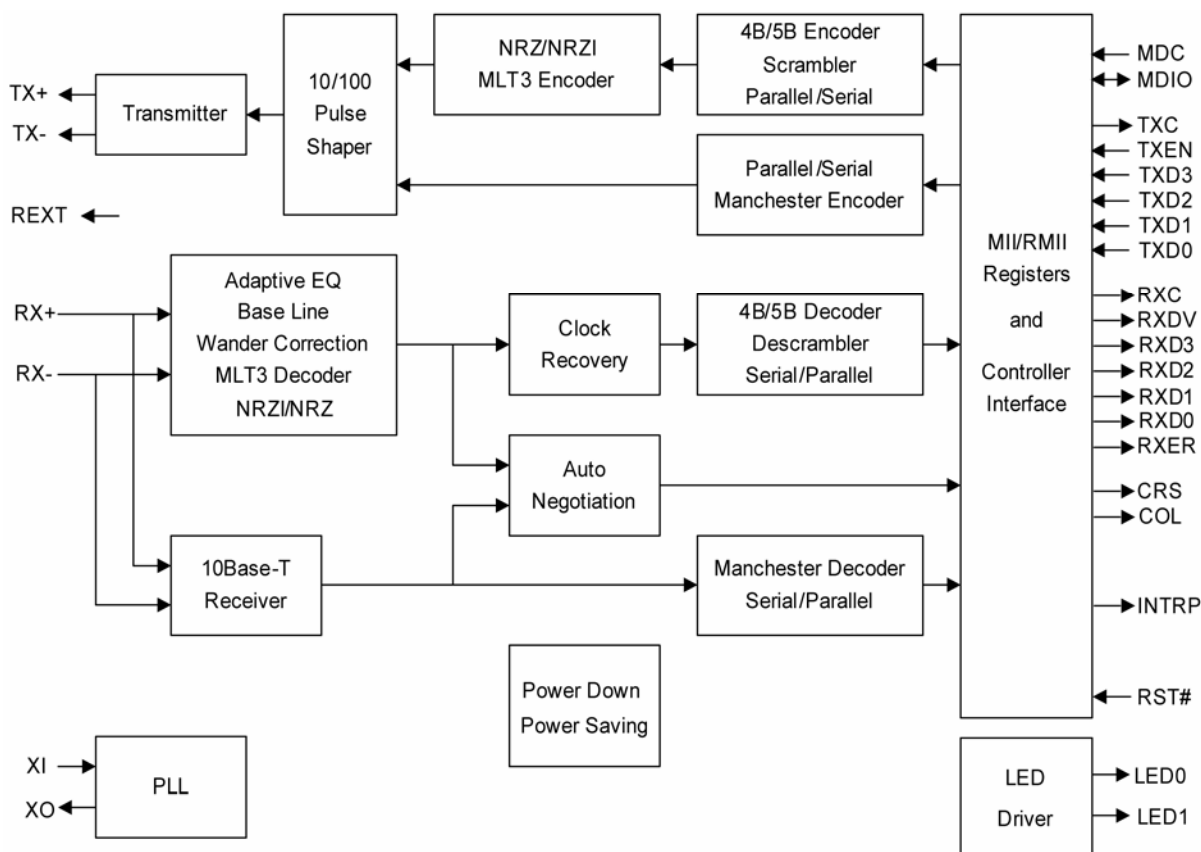 NRZ/NRZI
MLT3 Encoder
4B/5B Encoder
Scrambler
Parallel/Serial
MDC
MDIO
TX+
TX-
Transmitter
10/100
Pulse
Shaper
TXC
TXEN
TXD3
TXD2
TXD1
TXD0
Parallel/Serial
Manchester Encoder
REXT
MII/RMII
Registers
and
Controller
Interface
RX+
RX-
Adaptive EQ
Base Line
Wander Correction
MLT3 Decoder
NRZI/NRZ
Clock
Recovery
4B/5B Decoder
Descrambler
Serial/Parallel
RXC
RXDV
RXD3
RXD2
RXD1
RXD0
RXER
Auto
Negotiation
CRS
COL
10Base-T
Receiver
Manchester Decoder
Serial/Parallel
INTRP
Power Down
Power Saving
RST#
XI
XO
PLL
LED
Driver
LED0
LED1